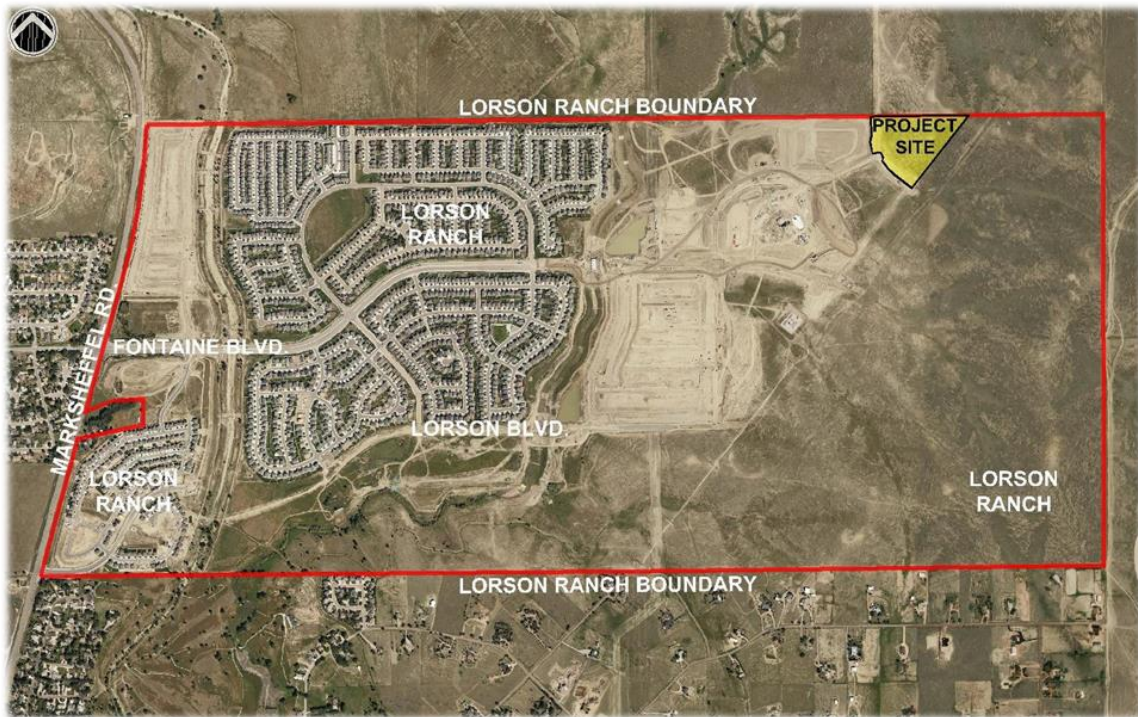 LORSON RANCH BOUNDARY
PROJECT
SITE
LORSON
RANCH
FONTAINE BLVD.
MARKSHEFFEL RD.
LORSON BLVD
LORSON
RANCH
LORSON
RANCH
LORSON RANCH BOUNDARY